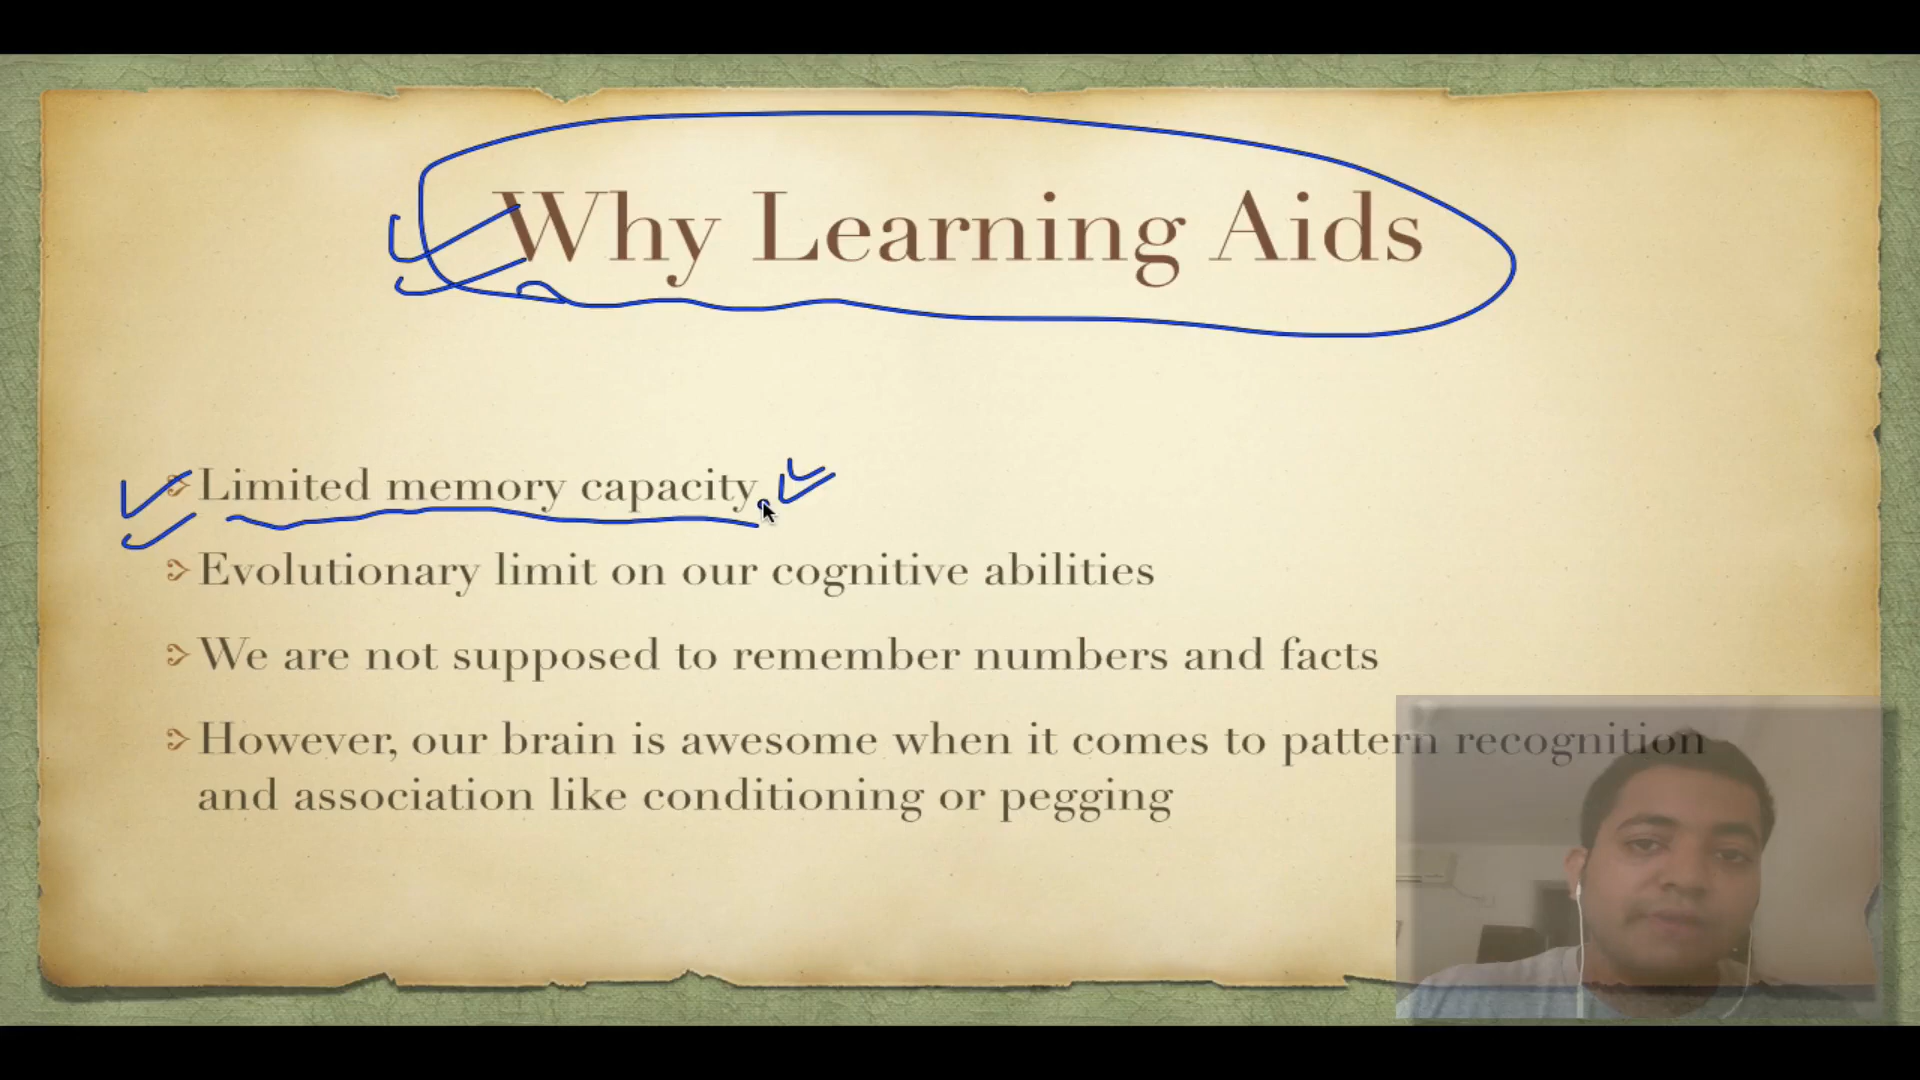 Why Learning Aids
Limited memory capacity.
Evolutionary limit on our cognitive abilities
We are not supposed to remember numbers and facts
However, our brain is awesome when it comes to pattern recognition
and association like conditioning or pegging